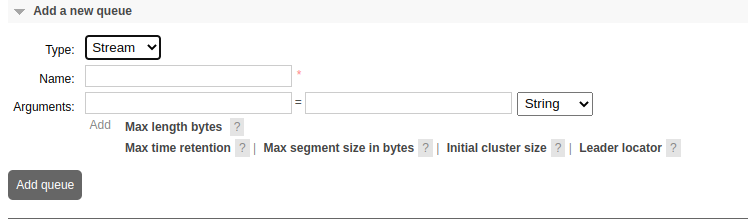 Add a new queue
Type: Stream
Name: *
Arguments: = String
Add Max length bytes ?
Max time retention ? | Max segment size in bytes ? | Initial cluster size ? | Leader locator ?
Add queue